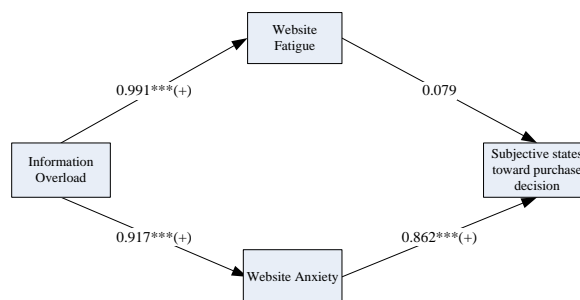 Website
Fatigue
0.991***(+)
0.079
Information
Overload
Subjective states
toward purchase
decision
0.917***(+)
0.862***(+)
Website Anxiety